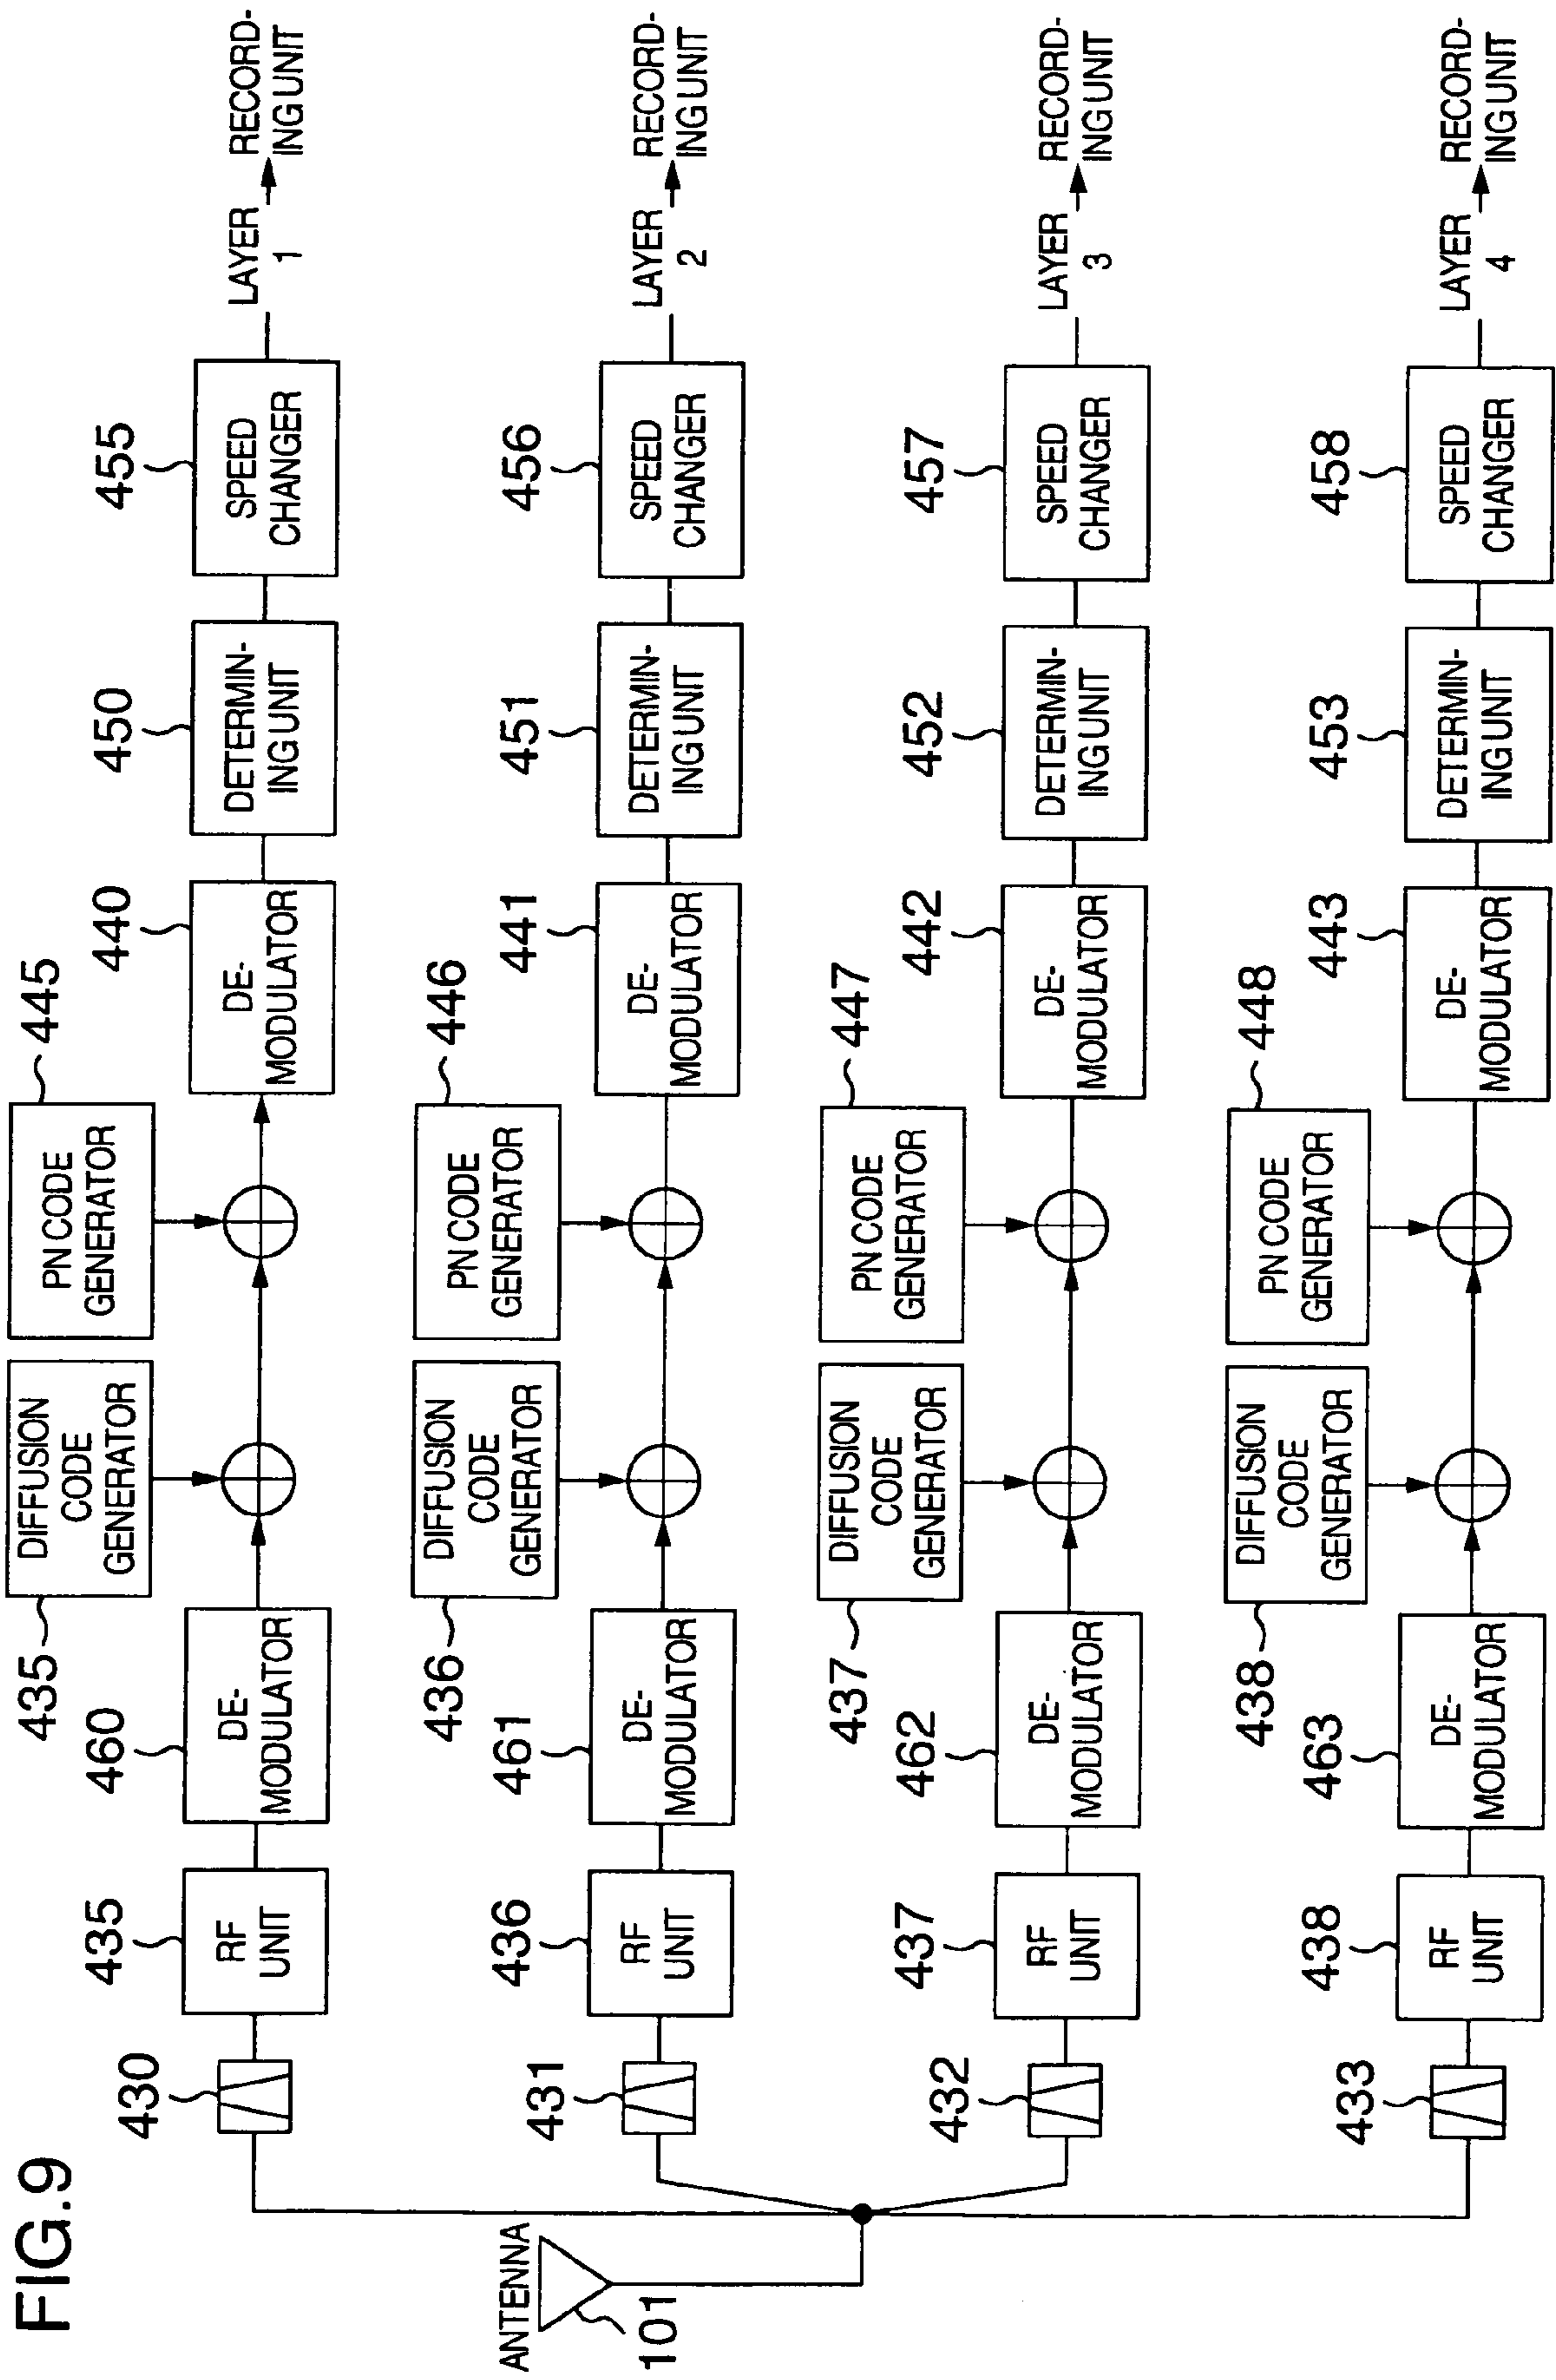 FIG.9
ANTENNA
101
430
435
RF
UNIT
460
DE-
MODULATOR
435
DIFFUSION
CODE
GENERATOR
445
PN CODE
GENERATOR
440
DE-
MODULATOR
450
DETERMIN-
ING UNIT
455
SPEED
CHANGER
LAYER
1
RECORD-
ING UNIT
431
436
RF
UNIT
461
DE-
MODULATOR
436
DIFFUSION
CODE
GENERATOR
446
PN CODE
GENERATOR
441
DE-
MODULATOR
451
DETERMIN-
ING UNIT
456
SPEED
CHANGER
LAYER
2
RECORD-
ING UNIT
432
437
RF
UNIT
462
DE-
MODULATOR
437
DIFFUSION
CODE
GENERATOR
447
PN CODE
GENERATOR
442
DE-
MODULATOR
452
DETERMIN-
ING UNIT
457
SPEED
CHANGER
LAYER
3
RECORD-
ING UNIT
433
438
RF
UNIT
463
DE-
MODULATOR
438
DIFFUSION
CODE
GENERATOR
448
PN CODE
GENERATOR
443
DE-
MODULATOR
453
DETERMIN-
ING UNIT
458
SPEED
CHANGER
LAYER
4
RECORD-
ING UNIT